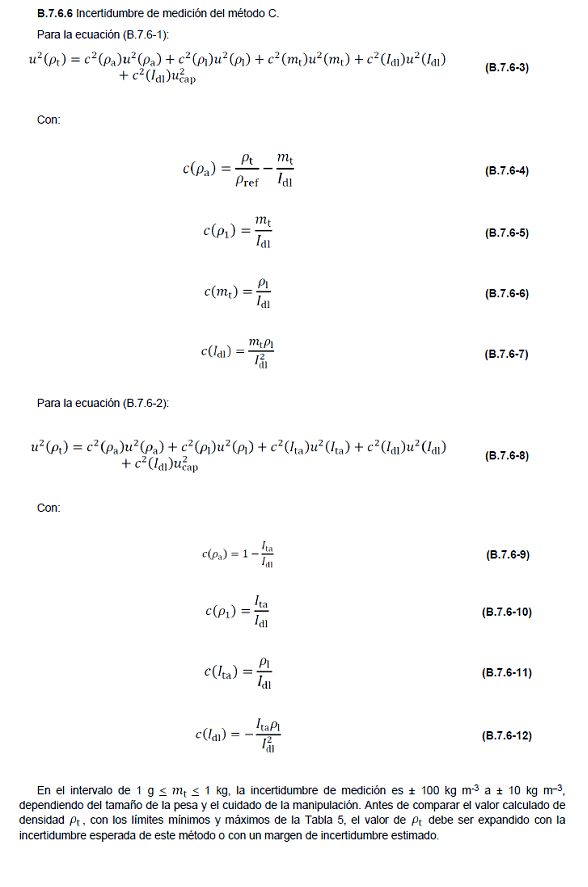 B.7.6.6 Incertidumbre de medición del método C.
Para la ecuación (B.7.6-1):
u²(ρt) = c²(ρa)u²(ρa) + c²(ρl)u²(ρl) + c²(mt)u²(mt) + c²(Idl)u²(Idl)
+ c²(Idl)u²cap (B.7.6-3)
Con:
c(ρa) = ρt/ρref − mt/Idl (B.7.6-4)
c(ρ1) = mt/Idl (B.7.6-5)
c(mt) = ρl/Idl (B.7.6-6)
c(Idl) = mtρl/I²dl (B.7.6-7)
Para la ecuación (B.7.6-2):
u²(ρt) = c²(ρa)u²(ρa) + c²(ρl)u²(ρl) + c²(Ita)u²(Ita) + c²(Idl)u²(Idl)
+ c²(Idl)u²cap (B.7.6-8)
Con:
c(ρa) = 1 − Ita/Idl (B.7.6-9)
c(ρ1) = Ita/Idl (B.7.6-10)
c(Ita) = ρl/Idl (B.7.6-11)
c(Idl) = − Itaρl/I²dl (B.7.6-12)
En el intervalo de 1 g ≤ mt ≤ 1 kg, la incertidumbre de medición es ± 100 kg m⁻³ a ± 10 kg m⁻³,
dependiendo del tamaño de la pesa y el cuidado de la manipulación. Antes de comparar el valor calculado de
densidad ρt, con los límites mínimos y máximos de la Tabla 5, el valor de ρt debe ser expandido con la
incertidumbre esperada de este método o con un margen de incertidumbre estimado.